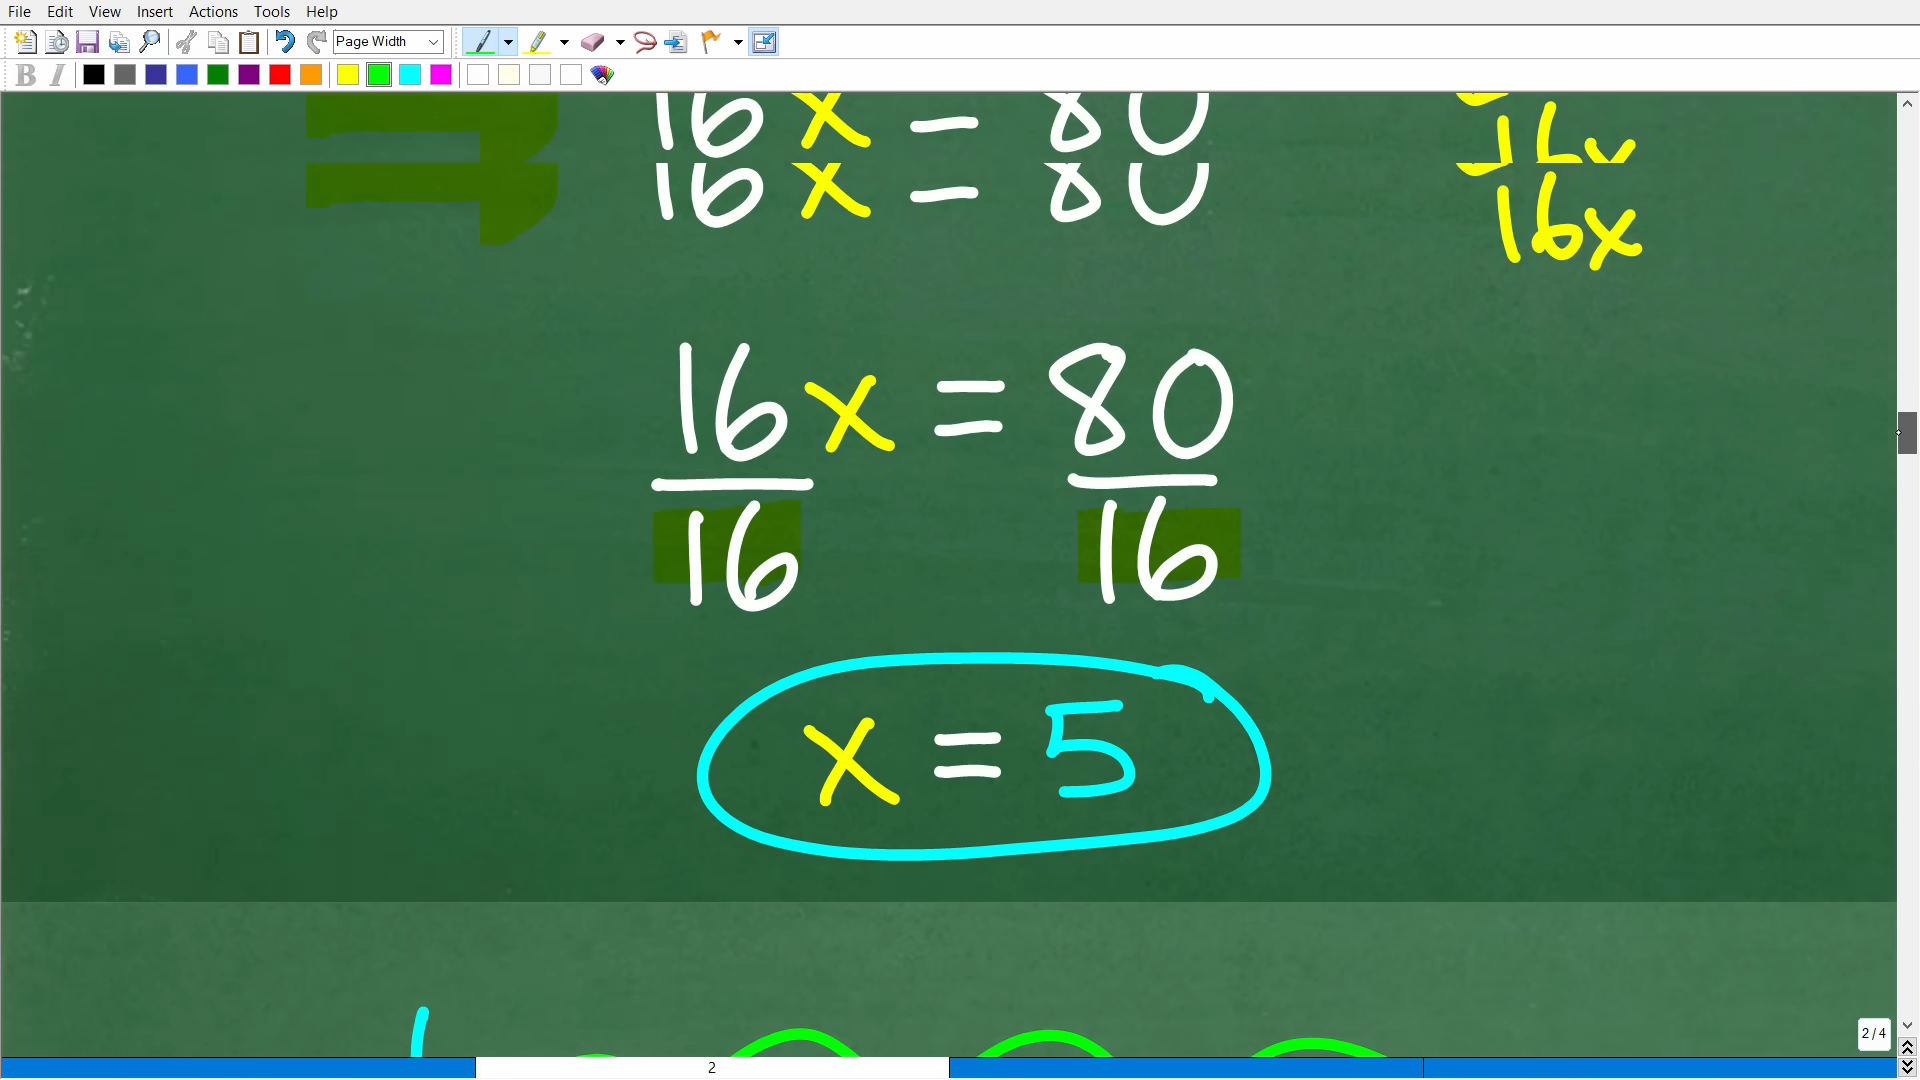 File Edit View Insert Actions Tools Help
Page Width
B I
16x = 80
16x = 80
16x
16x
16x = 80
16 16
x = 5
2 / 4
2